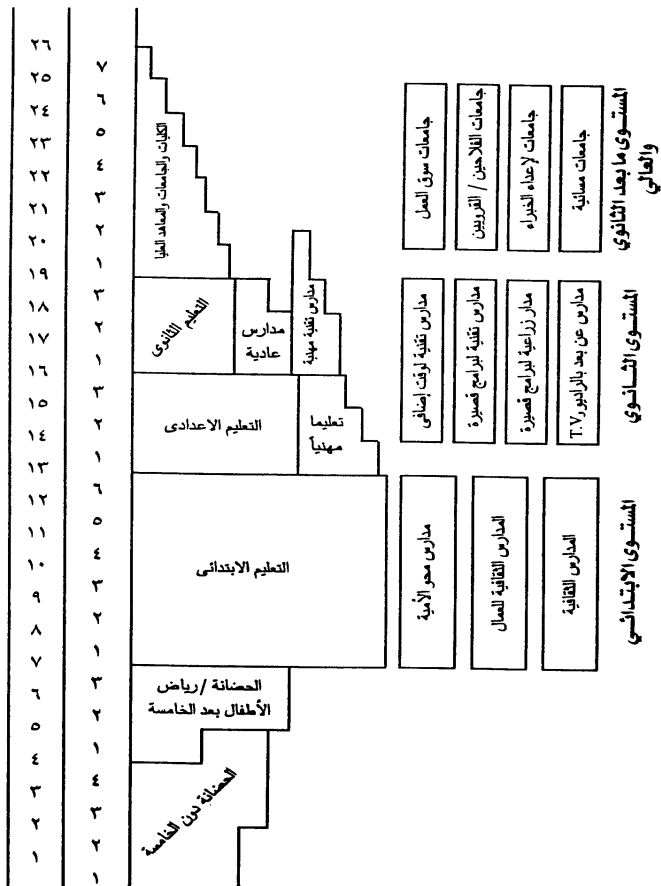 المستوى ما بعد الثانوي
والعالي
جامعات مسائية
جامعات لإعداد الخبراء
جامعات الفلاحين / القرويين
جامعات سوق العمل
الكليات والجامعات والمعاهد العليا
٧
٦
٥
٤
٣
٢
١
٢٦
٢٥
٢٤
٢٣
٢٢
٢١
٢٠
١٩
المستوى الثانوي
مدارس عن بعد بالراديو، T.V
مدار زراعية لبرامج قصيرة
مدارس تقنية لبرامج قصيرة
مدارس تقنية لوقت إضافى
مدارس تقنية مهنية
مدارس
عادية
التعليم الثانوى
٣
٢
١
١٨
١٧
١٦
تعليما
مهنياً
التعليم الاعدادى
٣
٢
١
١٥
١٤
١٣
المستوى الابتدائي
المدارس الثقافية
المدارس الثقافية للعمال
مدارس محو الأمية
التعليم الابتدائى
٦
٥
٤
٣
٢
١
١٢
١١
١٠
٩
٨
٧
الحضانة / رياض
الأطفال بعد الخامسة
٣
٢
١
٦
٥
٤
الحضانة دون الخامسة
٤
٣
٢
١
٣
٢
١